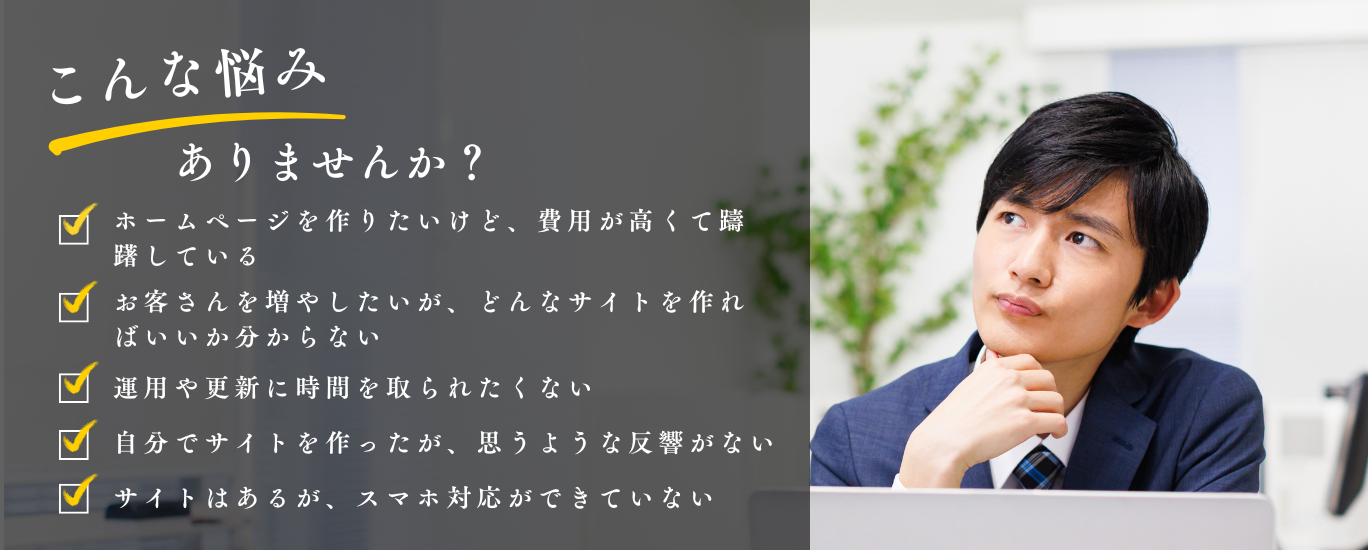 こんな悩み
ありませんか？
ホームページを作りたいけど、費用が高くて躊
躇している
お客さんを増やしたいが、どんなサイトを作れ
ばいいか分からない
運用や更新に時間を取られたくない
自分でサイトを作ったが、思うような反響がない
サイトはあるが、スマホ対応ができていない